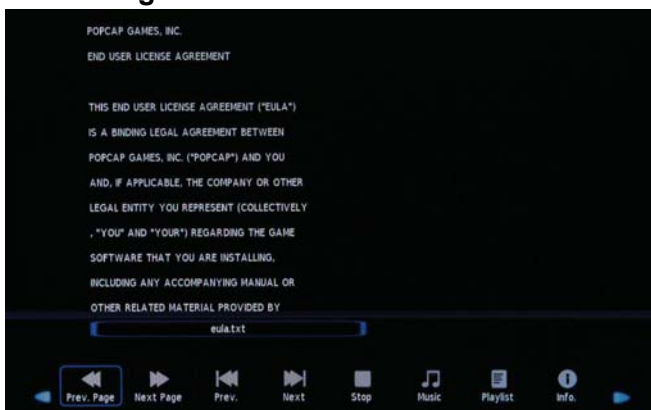 POPCAP GAMES, INC.
END USER LICENSE AGREEMENT
THIS END USER LICENSE AGREEMENT ("EULA")
IS A BINDING LEGAL AGREEMENT BETWEEN
POPCAP GAMES, INC. ("POPCAP") AND YOU
AND, IF APPLICABLE, THE COMPANY OR OTHER
LEGAL ENTITY YOU REPRESENT (COLLECTIVELY
, "YOU" AND "YOUR") REGARDING THE GAME
SOFTWARE THAT YOU ARE INSTALLING,
INCLUDING ANY ACCOMPANYING MANUAL OR
OTHER RELATED MATERIAL PROVIDED BY
eula.txt
Prev. Page Next Page Prev. Next Stop Music Playlist Info.